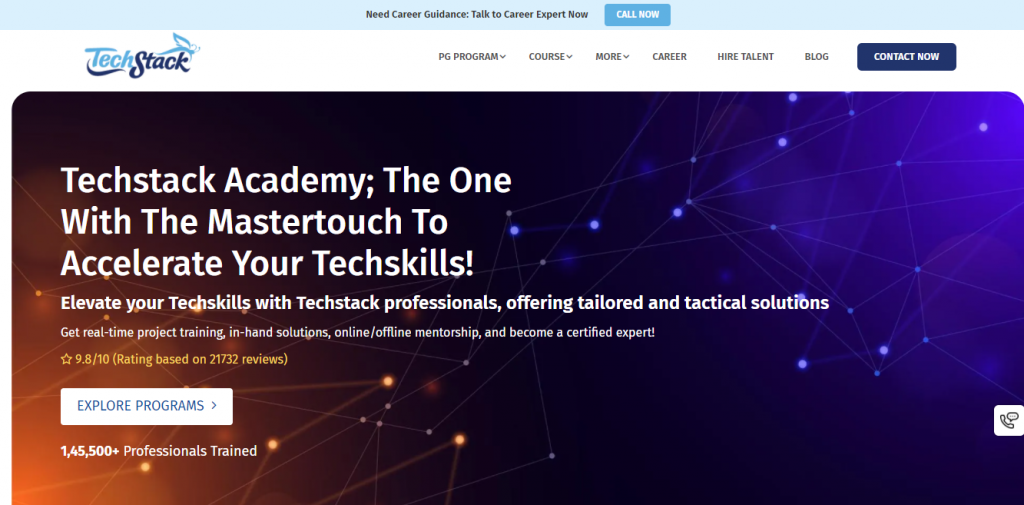 Need Career Guidance: Talk to Career Expert Now CALL NOW
TechStack
PG PROGRAM COURSE MORE CAREER HIRE TALENT BLOG CONTACT NOW
Techstack Academy; The One
With The Mastertouch To
Accelerate Your Techskills!
Elevate your Techskills with Techstack professionals, offering tailored and tactical solutions
Get real-time project training, in-hand solutions, online/offline mentorship, and become a certified expert!
9.8/10 (Rating based on 21732 reviews)
EXPLORE PROGRAMS
1,45,500+ Professionals Trained